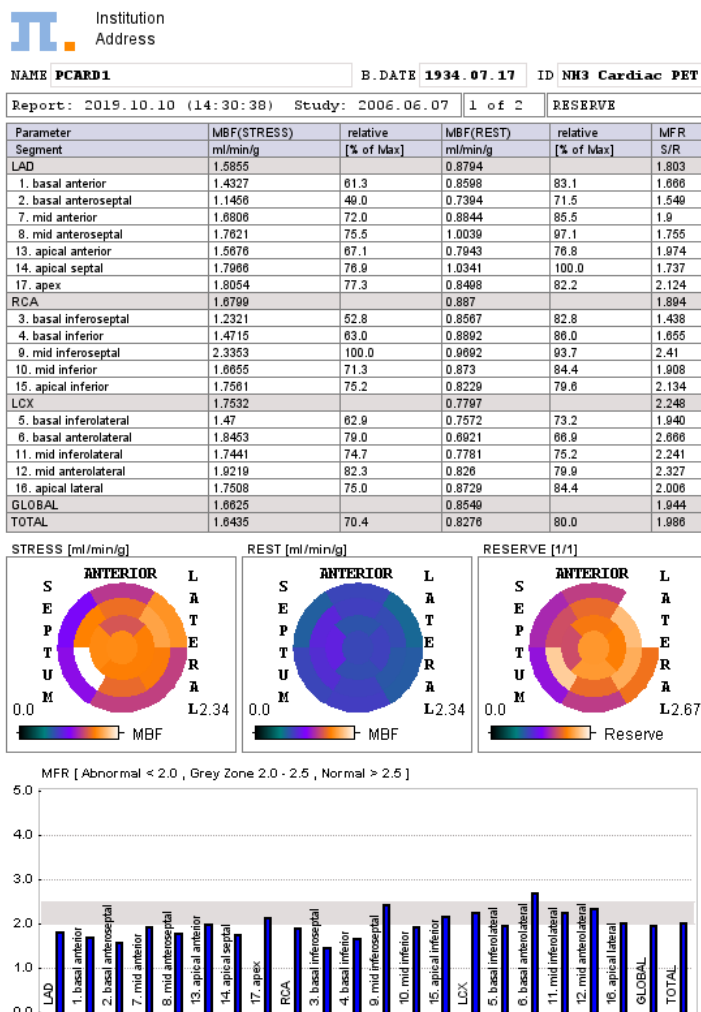 Institution
Address
NAME PCARD1 B.DATE 1934.07.17 ID NH3 Cardiac PET
Report: 2019.10.10 (14:30:38) Study: 2006.06.07 1 of 2 RESERVE
Parameter MBF(STRESS) relative MBF(REST) relative MFR
Segment ml/min/g [% of Max] ml/min/g [% of Max] S/R
LAD 1.5855 0.8794 1.803
1. basal anterior 1.4327 61.3 0.8598 83.1 1.666
2. basal anteroseptal 1.1456 49.0 0.7394 71.5 1.549
7. mid anterior 1.6806 72.0 0.8844 85.5 1.9
8. mid anteroseptal 1.7621 75.5 1.0039 97.1 1.755
13. apical anterior 1.5676 67.1 0.7943 76.8 1.974
14. apical septal 1.7966 76.9 1.0341 100.0 1.737
17. apex 1.8054 77.3 0.8498 82.2 2.124
RCA 1.6799 0.887 1.894
3. basal inferoseptal 1.2321 52.8 0.8567 82.8 1.438
4. basal inferior 1.4715 63.0 0.8892 86.0 1.655
9. mid inferoseptal 2.3353 100.0 0.9692 93.7 2.41
10. mid inferior 1.6655 71.3 0.873 84.4 1.908
15. apical inferior 1.7561 75.2 0.8229 79.6 2.134
LCX 1.7532 0.7797 2.248
5. basal inferolateral 1.47 62.9 0.7572 73.2 1.940
6. basal anterolateral 1.8453 79.0 0.6921 66.9 2.666
11. mid inferolateral 1.7441 74.7 0.7781 75.2 2.241
12. mid anterolateral 1.9219 82.3 0.826 79.9 2.327
16. apical lateral 1.7508 75.0 0.8729 84.4 2.006
GLOBAL 1.6625 0.8549 1.944
TOTAL 1.6435 70.4 0.8276 80.0 1.986
STRESS [ml/min/g] REST [ml/min/g] RESERVE [1/1]
ANTERIOR SEPTUM LATERAL 0.0 2.34 MBF
ANTERIOR SEPTUM LATERAL 0.0 2.34 MBF
ANTERIOR SEPTUM LATERAL 0.0 2.67 Reserve
MFR [ Abnormal < 2.0 , Grey Zone 2.0 - 2.5 , Normal > 2.5 ]
5.0
4.0
3.0
2.0
1.0
0.0
LAD
1. basal anterior
2. basal anteroseptal
7. mid anterior
8. mid anteroseptal
13. apical anterior
14. apical septal
17. apex
RCA
3. basal inferoseptal
4. basal inferior
9. mid inferoseptal
10. mid inferior
15. apical inferior
LCX
5. basal inferolateral
6. basal anterolateral
11. mid inferolateral
12. mid anterolateral
16. apical lateral
GLOBAL
TOTAL